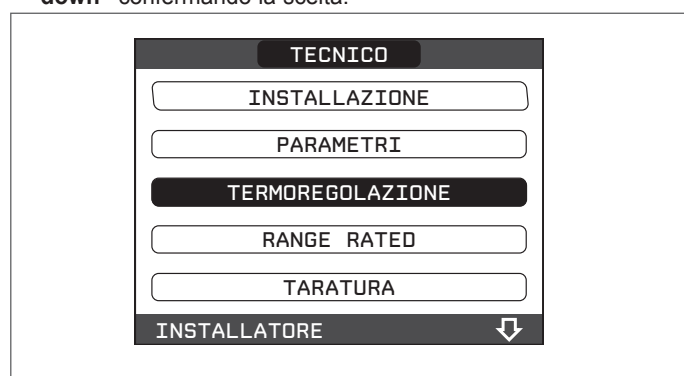 down" confermando la scelta.
TECNICO
INSTALLAZIONE
PARAMETRI
TERMOREGOLAZIONE
RANGE RATED
TARATURA
INSTALLATORE